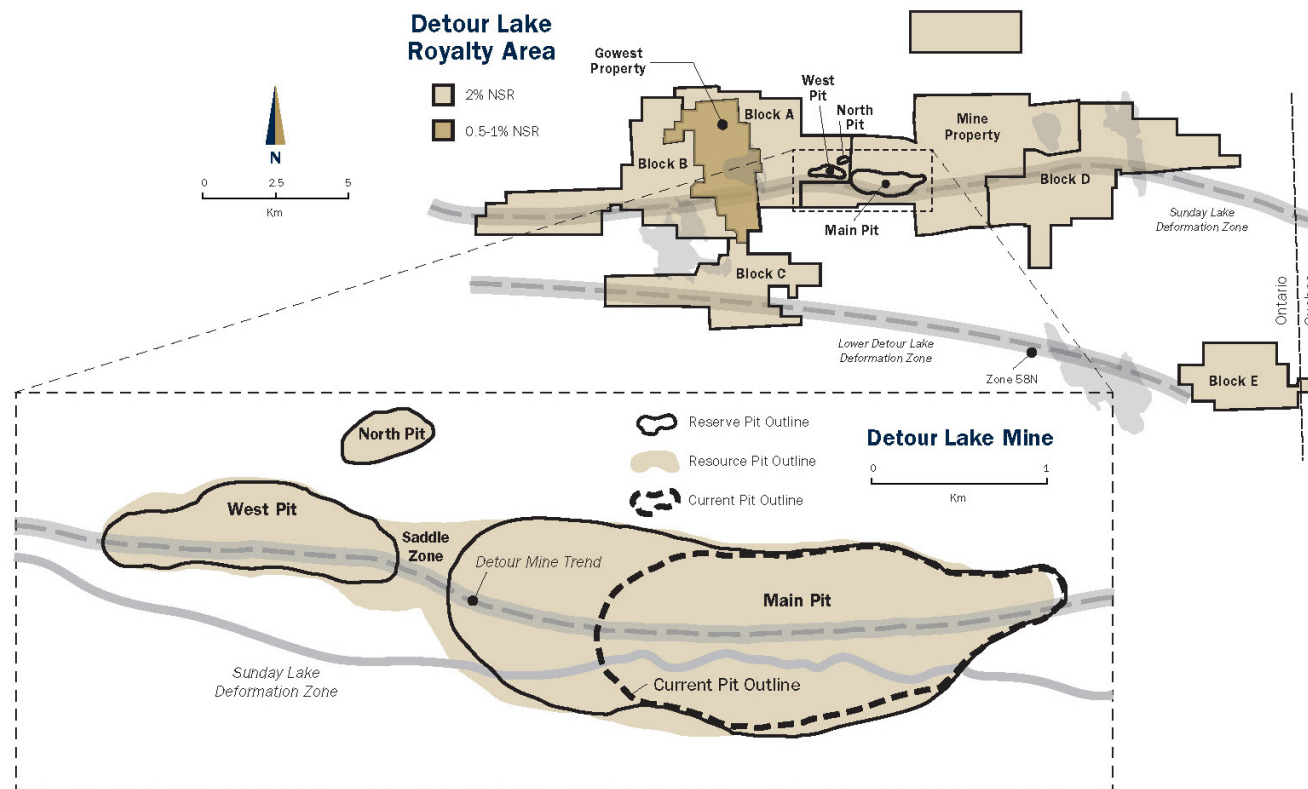 Detour Lake
Royalty Area
2% NSR
0.5-1% NSR
N
0 2.5 5
Km
Gowest
Property
West
Pit
North
Pit
Block A
Mine
Property
Block B
Block D
Main Pit
Sunday Lake
Deformation Zone
Block C
Lower Detour Lake
Deformation Zone
Zone 58N
Ontario
Block E
North Pit
Reserve Pit Outline
Resource Pit Outline
Current Pit Outline
Detour Lake Mine
0 1
Km
West Pit
Saddle
Zone
Detour Mine Trend
Main Pit
Sunday Lake
Deformation Zone
Current Pit Outline